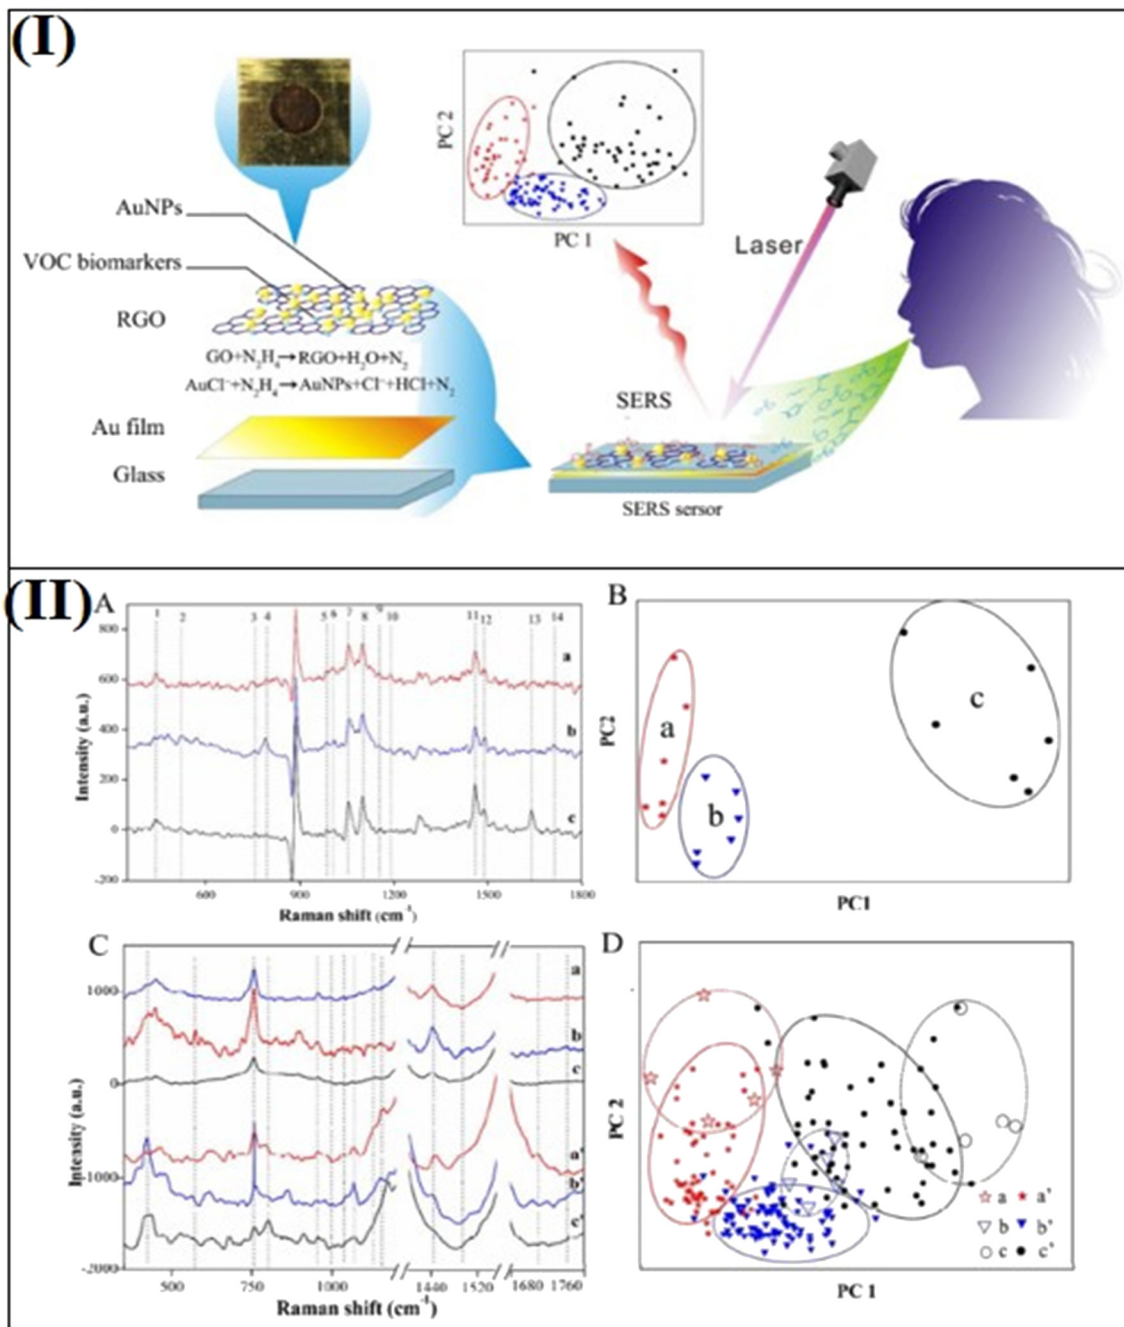 (I)
PC 2
PC 1
AuNPs
VOC biomarkers
RGO
GO+N2H4→RGO+H2O+N2
AuCl⁻+N2H4→AuNPs+Cl⁻+HCl+N2
Au film
Glass
Laser
SERS
SERS sersor
(II)
A
1 2 3 4 5 6 7 8 9 10 11 12 13 14
800
600
400
200
0
-200
a
b
c
600 900 1200 1500 1800
Intensity (a.u.)
Raman shift (cm⁻¹)
B
a
b
c
PC2
PC1
C
1000
0
-1000
-2000
a
b
c
a'
b'
c'
500 750 1000 1440 1520 1680 1760
Intensity (a.u.)
Raman shift (cm⁻¹)
D
PC 2
a a'
b b'
c c'
PC 1